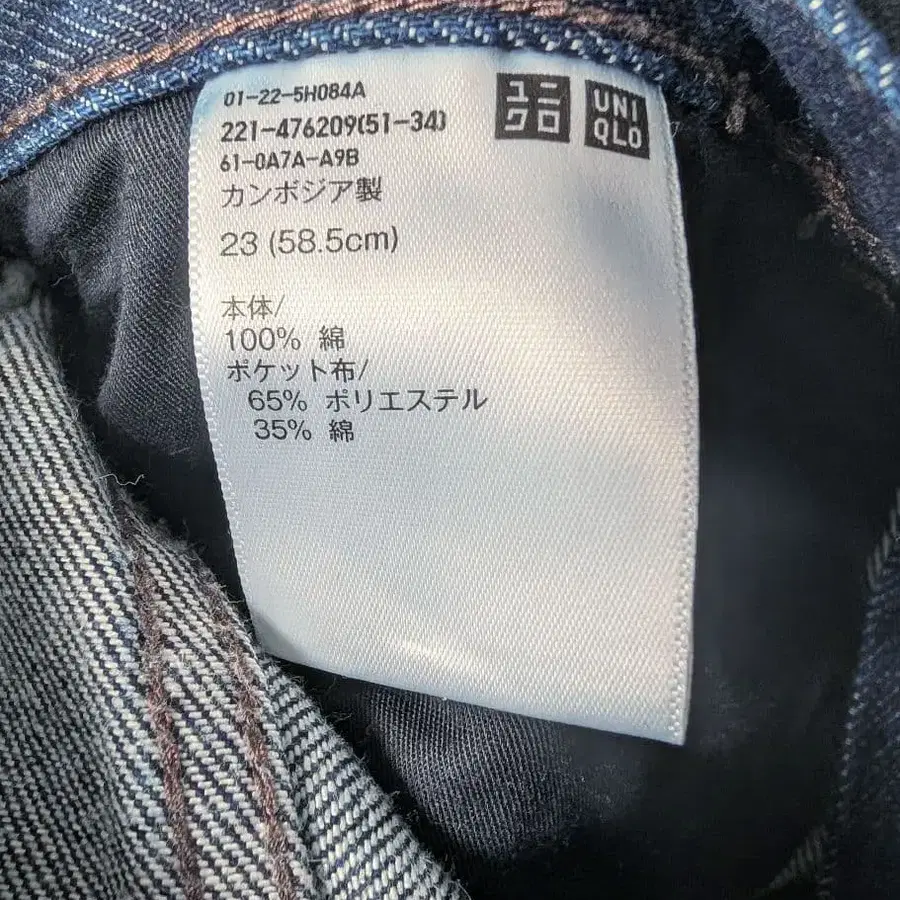 01-22-5H084A
221-476209(51-34)
61-0A7A-A9B
カンボジア製
23 (58.5cm)
本体/
100% 綿
ポケット布/
65% ポリエステル
35% 綿
ユニ
クロ
UNI
QLO